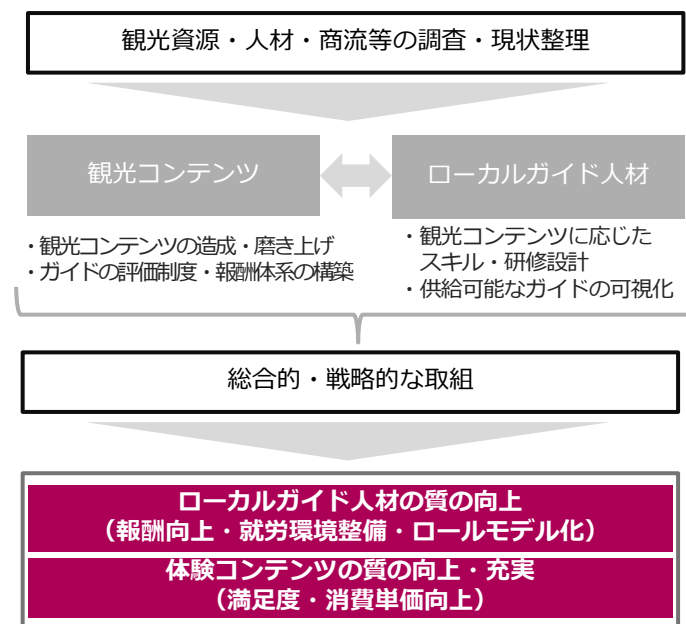 観光資源・人材・商流等の調査・現状整理
観光コンテンツ
ローカルガイド人材
・観光コンテンツの造成・磨き上げ
・ガイドの評価制度・報酬体系の構築
・観光コンテンツに応じた
スキル・研修設計
・供給可能なガイドの可視化
総合的・戦略的な取組
ローカルガイド人材の質の向上
（報酬向上・就労環境整備・ロールモデル化）
体験コンテンツの質の向上・充実
（満足度・消費単価向上）